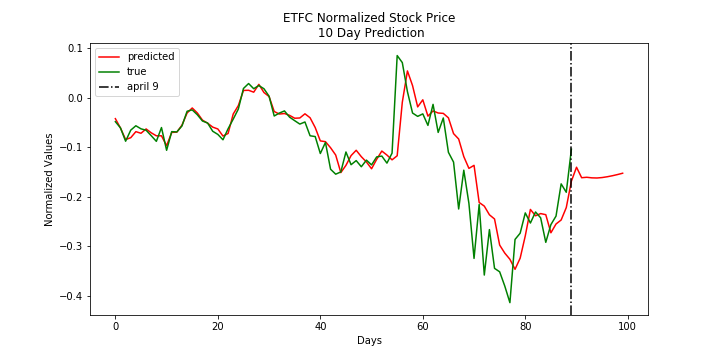 ETFC Normalized Stock Price
10 Day Prediction
predicted
true
april 9
Normalized Values
0.1
0.0
−0.1
−0.2
−0.3
−0.4
0
20
40
60
80
100
Days